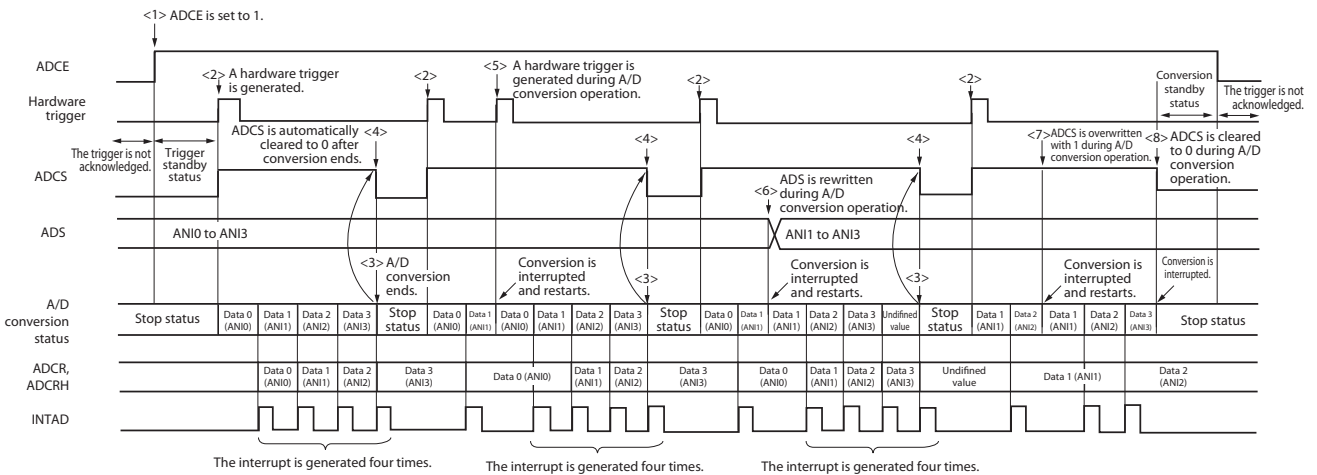 <1> ADCE is set to 1.
ADCE
<2> A hardware trigger
is generated.
<2>
<5> A hardware trigger is
generated during A/D
conversion operation.
<2>
<2>
Conversion
standby
status
The trigger is not
acknowledged.
Hardware
trigger
The trigger is not
acknowledged.
Trigger
standby
status
ADCS is automatically
cleared to 0 after
conversion ends.
<4>
<4>
<4>
<7> ADCS is overwritten
with 1 during A/D
conversion operation.
<8> ADCS is cleared
to 0 during A/D
conversion
operation.
ADCS
<6>
ADS is rewritten
during A/D
conversion operation.
ADS
ANI0 to ANI3
ANI1 to ANI3
<3> A/D
conversion
ends.
Conversion is
interrupted
and restarts.
<3>
Conversion is
interrupted
and restarts.
<3>
Conversion is
interrupted
and restarts.
Conversion is
interrupted.
A/D
conversion
status
Stop status
Data 0
(ANI0)
Data 1
(ANI1)
Data 2
(ANI2)
Data 3
(ANI3)
Stop
status
Data 0
(ANI0)
Data 1
(ANI1)
Data 0
(ANI0)
Data 1
(ANI1)
Data 2
(ANI2)
Data 3
(ANI3)
Stop
status
Data 0
(ANI0)
Data 1
(ANI1)
Data 1
(ANI1)
Data 2
(ANI2)
Data 3
(ANI3)
Undifined
value
Stop
status
Data 1
(ANI1)
Data 2
(ANI2)
Data 1
(ANI1)
Data 2
(ANI2)
Data 3
(ANI3)
Stop status
ADCR,
ADCRH
Data 0
(ANI0)
Data 1
(ANI1)
Data 2
(ANI2)
Data 3
(ANI3)
Data 0 (ANI0)
Data 1
(ANI1)
Data 2
(ANI2)
Data 3
(ANI3)
Data 0
(ANI0)
Data 1
(ANI1)
Data 2
(ANI2)
Data 3
(ANI3)
Undefined
value
Data 1 (ANI1)
Data 2
(ANI2)
INTAD
The interrupt is generated four times.
The interrupt is generated four times.
The interrupt is generated four times.